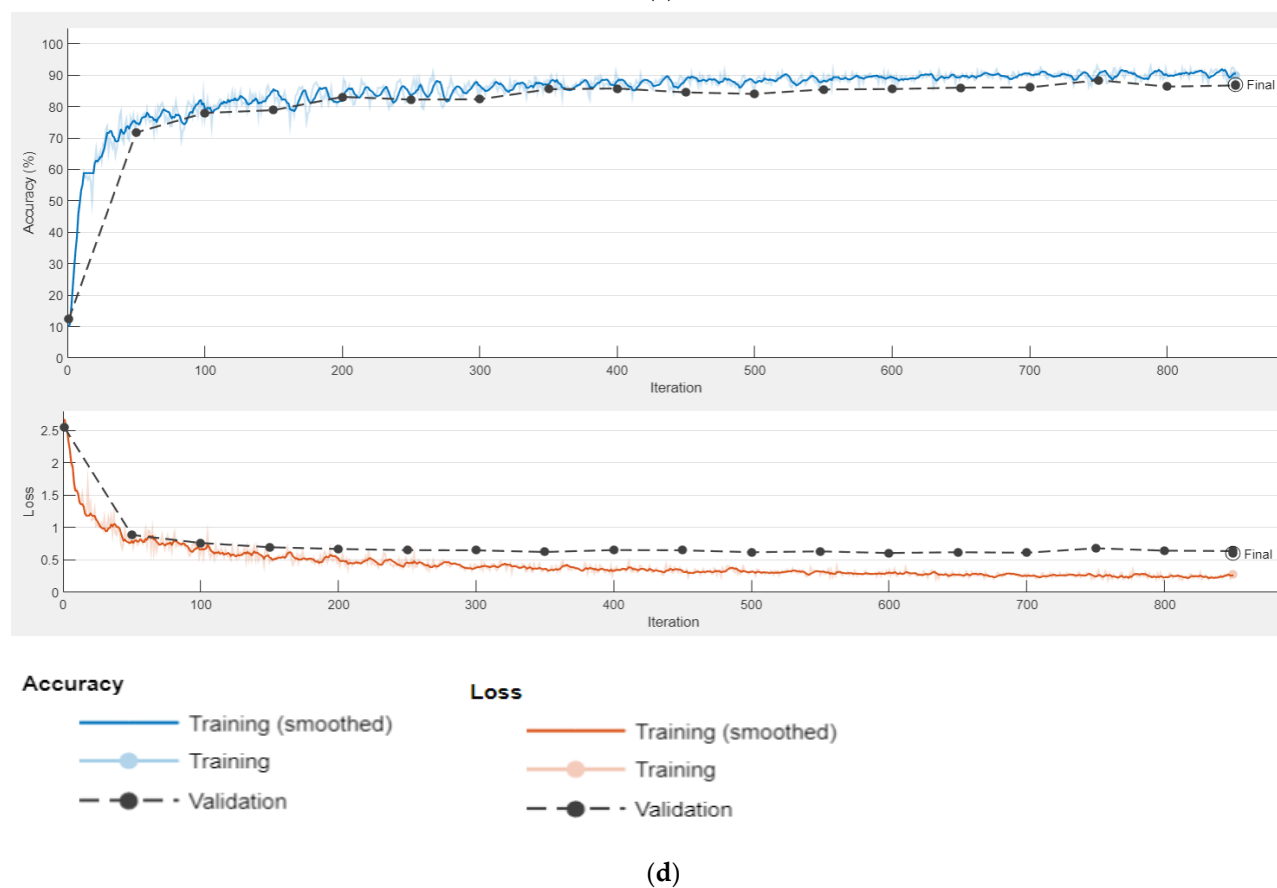 100
90
80
70
60
50
40
30
20
10
0
Accuracy (%)
Final
0 100 200 300 400 500 600 700 800
Iteration
2.5
2
1.5
1
0.5
0
Loss
Final
0 100 200 300 400 500 600 700 800
Iteration
Accuracy
Training (smoothed)
Training
Validation
Loss
Training (smoothed)
Training
Validation
(d)